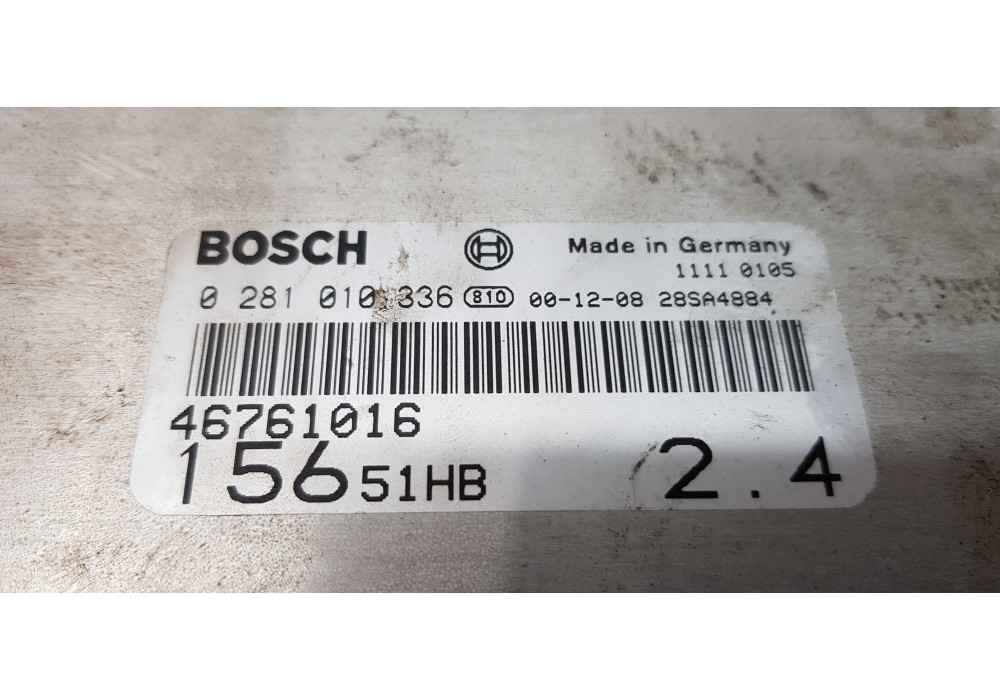 BOSCH Made in Germany
1111 0105
0 281 010 336 810 00-12-08 28SA4884
46761016
156 51HB 2.4